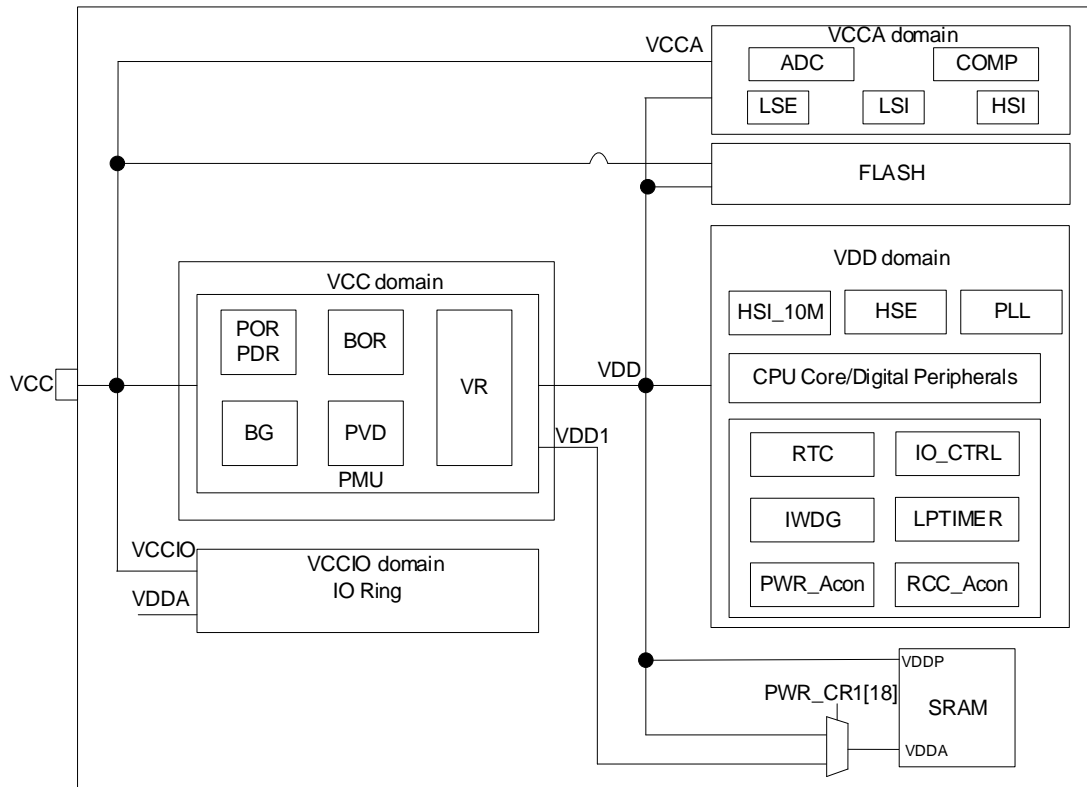 VCCA domain
VCCA
ADC
COMP
LSE
LSI
HSI
FLASH
VCC domain
VDD domain
POR
PDR
BOR
VR
HSI_10M
HSE
PLL
VCC
VDD
CPU Core/Digital Peripherals
BG
PVD
VDD1
PMU
RTC
IO_CTRL
IWDG
LPTIMER
VCCIO
VCCIO domain
IO Ring
VDDA
PWR_Acon
RCC_Acon
VDDP
PWR_CR1[18]
SRAM
VDDA